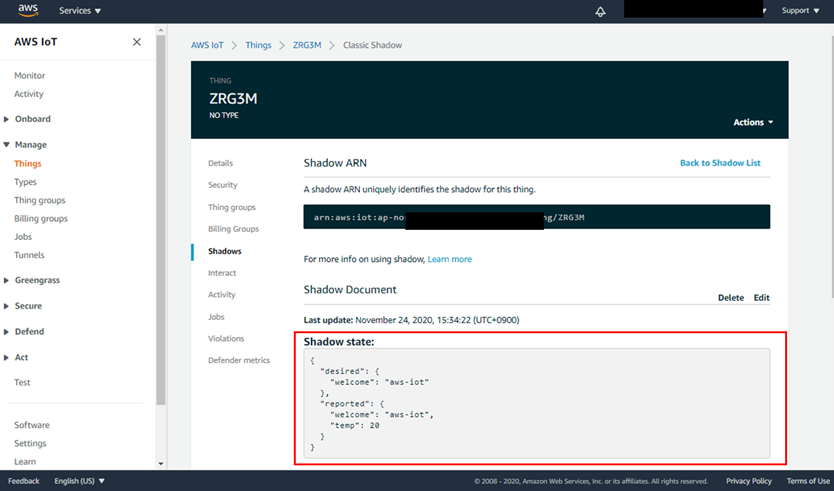 aws
Services
Support
AWS IoT
Monitor
Activity
Onboard
Manage
Things
Types
Thing groups
Billing groups
Jobs
Tunnels
Greengrass
Secure
Defend
Act
Test
Software
Settings
Learn
AWS IoT > Things > ZRG3M > Classic Shadow
THING
ZRG3M
NO TYPE
Actions
Details
Security
Thing groups
Billing Groups
Shadows
Interact
Activity
Jobs
Violations
Defender metrics
Shadow ARN
Back to Shadow List
A shadow ARN uniquely identifies the shadow for this thing.
arn:aws:iot:ap-no ng/ZRG3M
For more info on using shadow, Learn more
Shadow Document
Delete Edit
Last update: November 24, 2020, 15:34:22 (UTC+0900)
Shadow state:
{
"desired": {
"welcome": "aws-iot"
},
"reported": {
"welcome": "aws-iot",
"temp": 20
}
}
Feedback English (US) © 2008 - 2020, Amazon Web Services, Inc. or its affiliates. All rights reserved. Privacy Policy Terms of Use